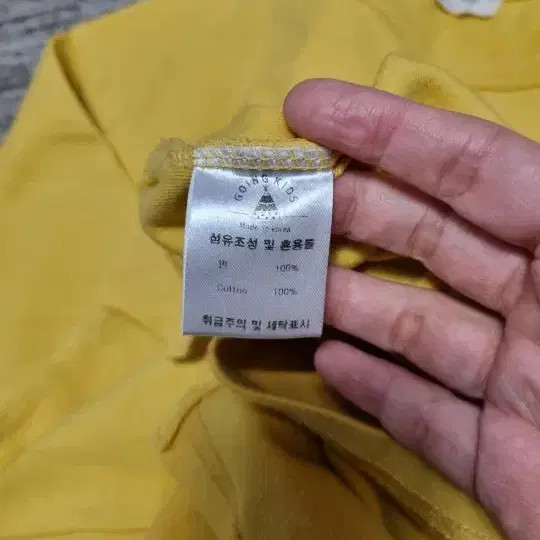 GOING KIDS
Made in korea
섬유조성 및 혼용율
면 100%
Cotton 100%
취급주의 및 세탁표시